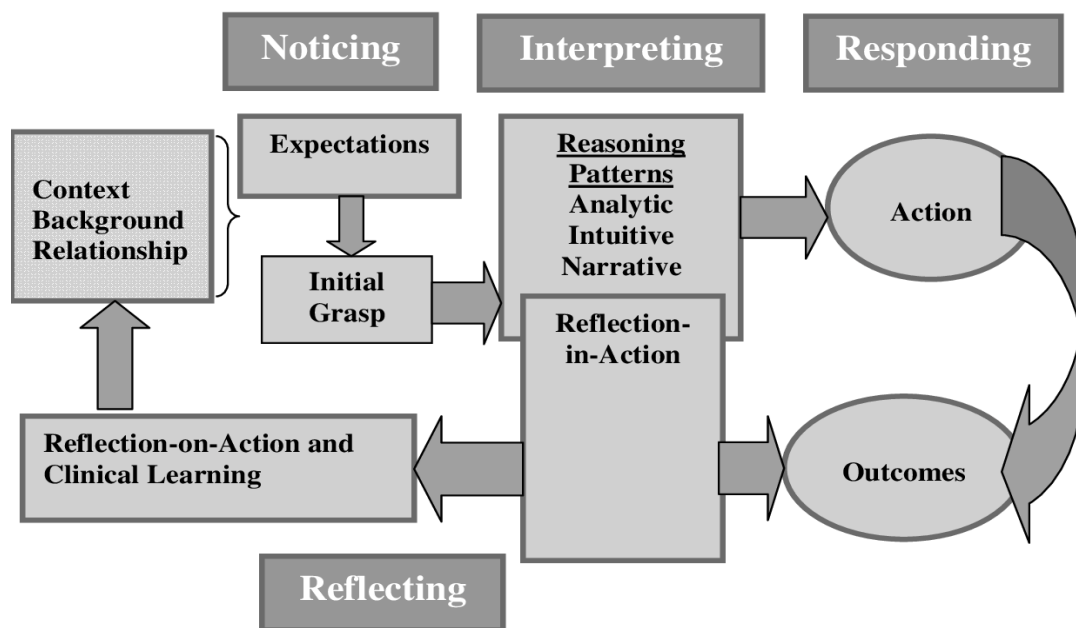 Noticing
Interpreting
Responding
Context
Background
Relationship
Expectations
Initial
Grasp
Reasoning
Patterns
Analytic
Intuitive
Narrative
Action
Reflection-
in-Action
Reflection-on-Action and
Clinical Learning
Outcomes
Reflecting